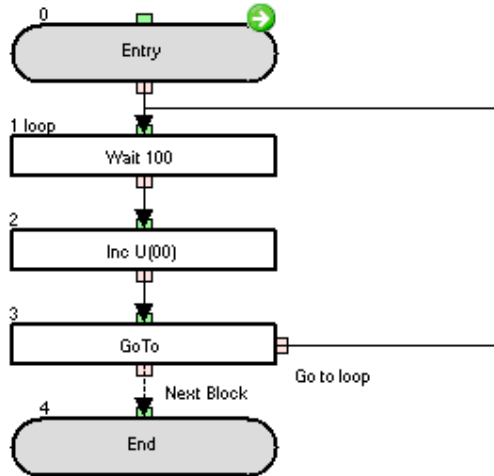 0
Entry
1 loop
Wait 100
2
Inc U(00)
3
GoTo
Go to loop
Next Block
4
End